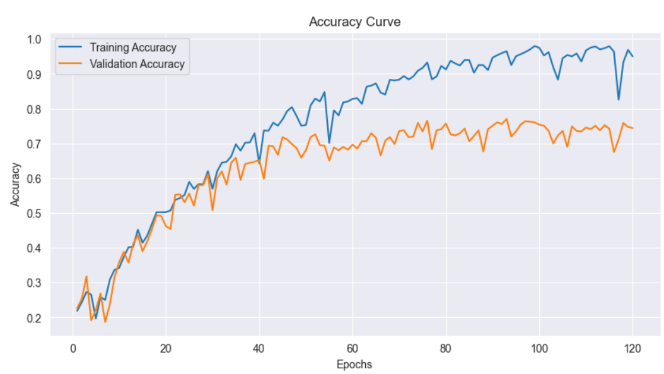 Accuracy Curve
1.0
Training Accuracy
Validation Accuracy
0.9
0.8
0.7
0.6
0.5
0.4
0.3
0.2
Accuracy
0 20 40 60 80 100 120
Epochs